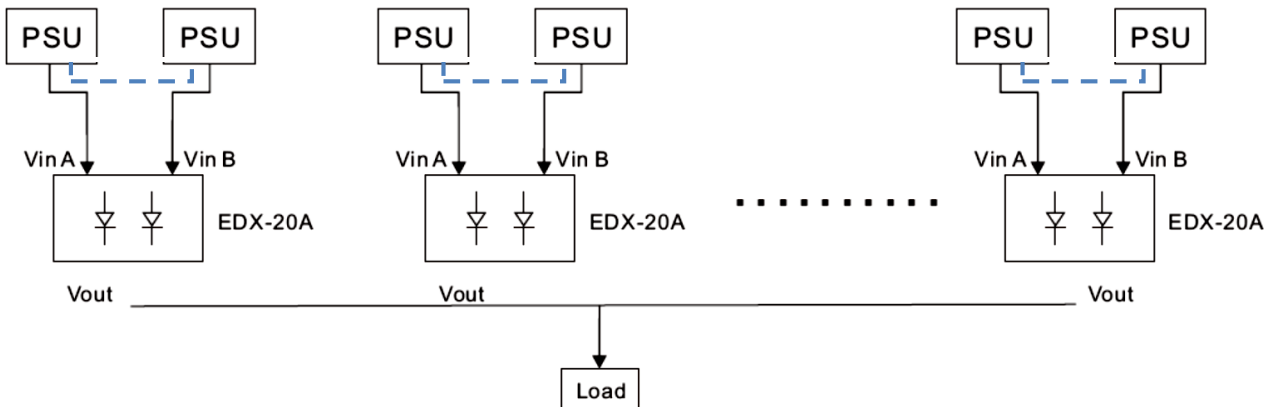 PSU PSU PSU PSU PSU PSU
Vin A Vin B Vin A Vin B Vin A Vin B
EDX-20A EDX-20A EDX-20A
Vout Vout Vout
Load